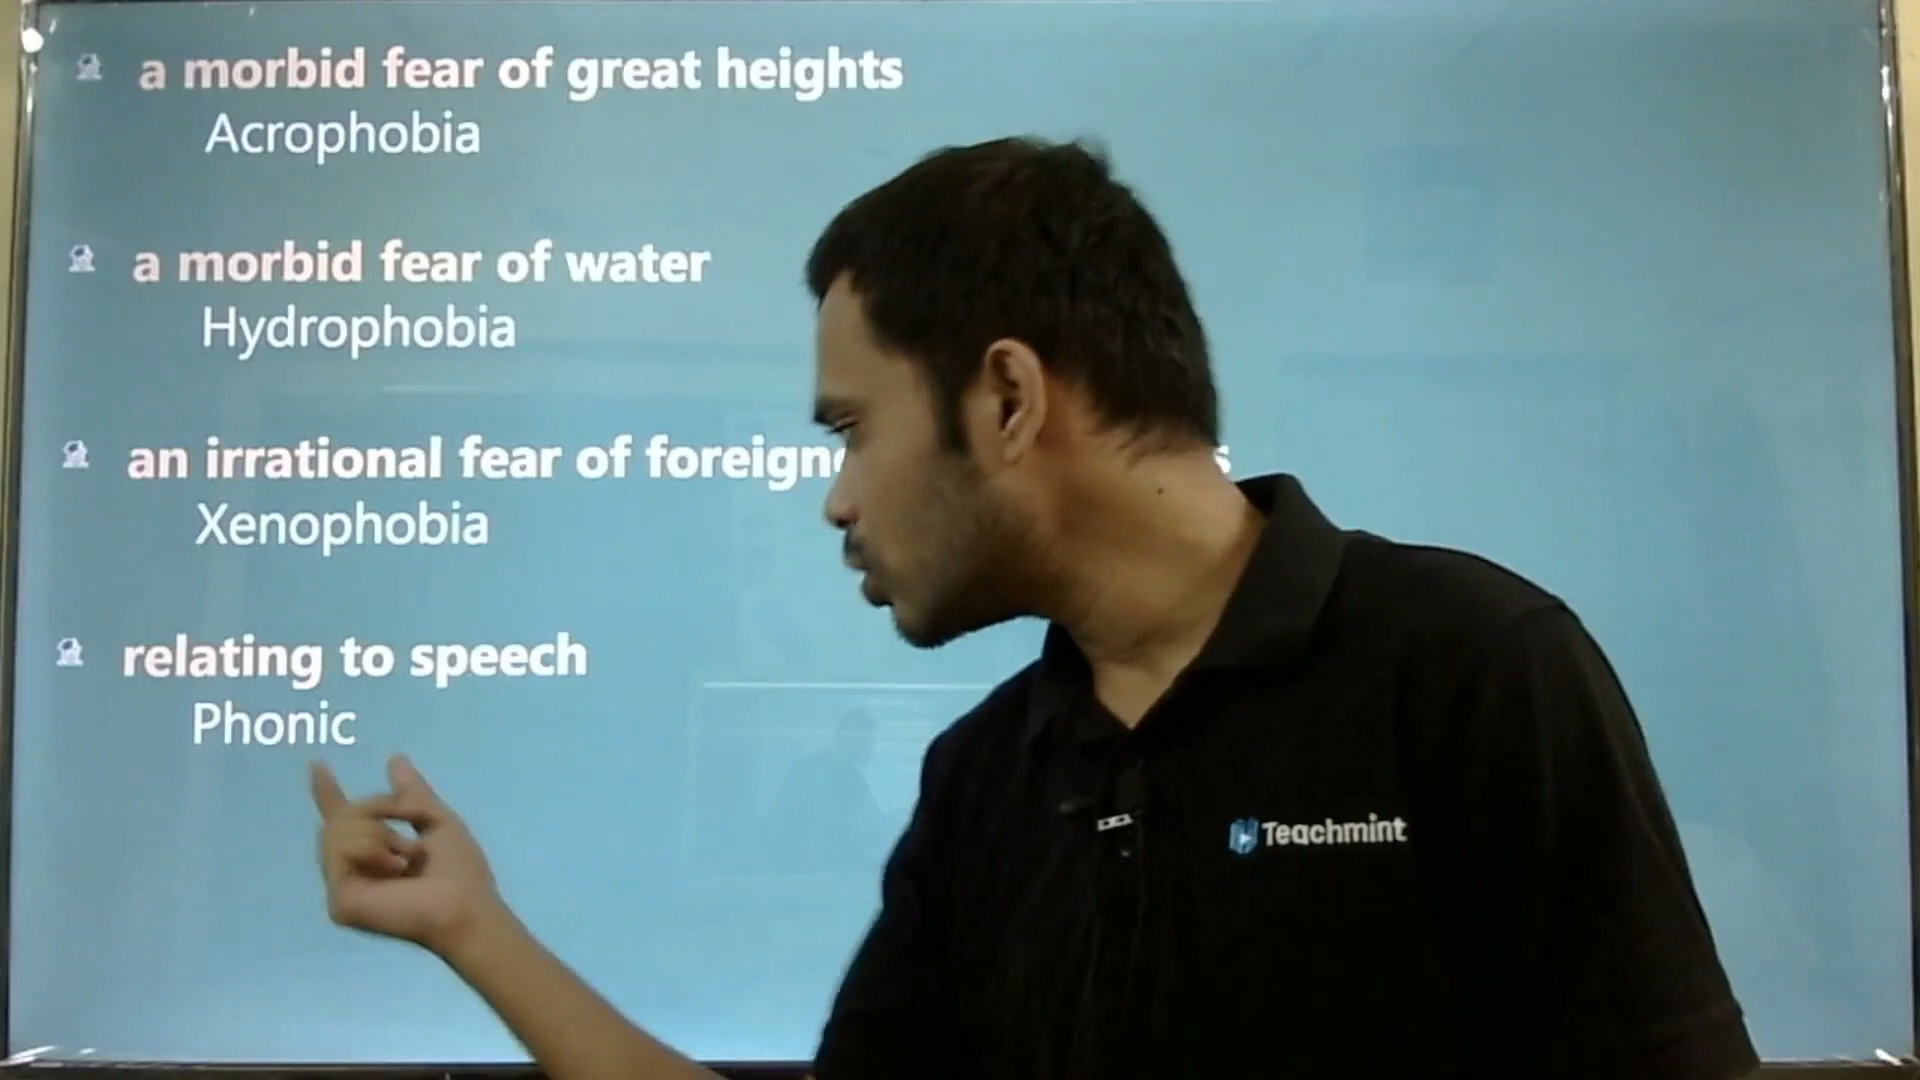 a morbid fear of great heights
Acrophobia
a morbid fear of water
Hydrophobia
an irrational fear of
Xenophobia
relating to speech
Phonic
Teachmint